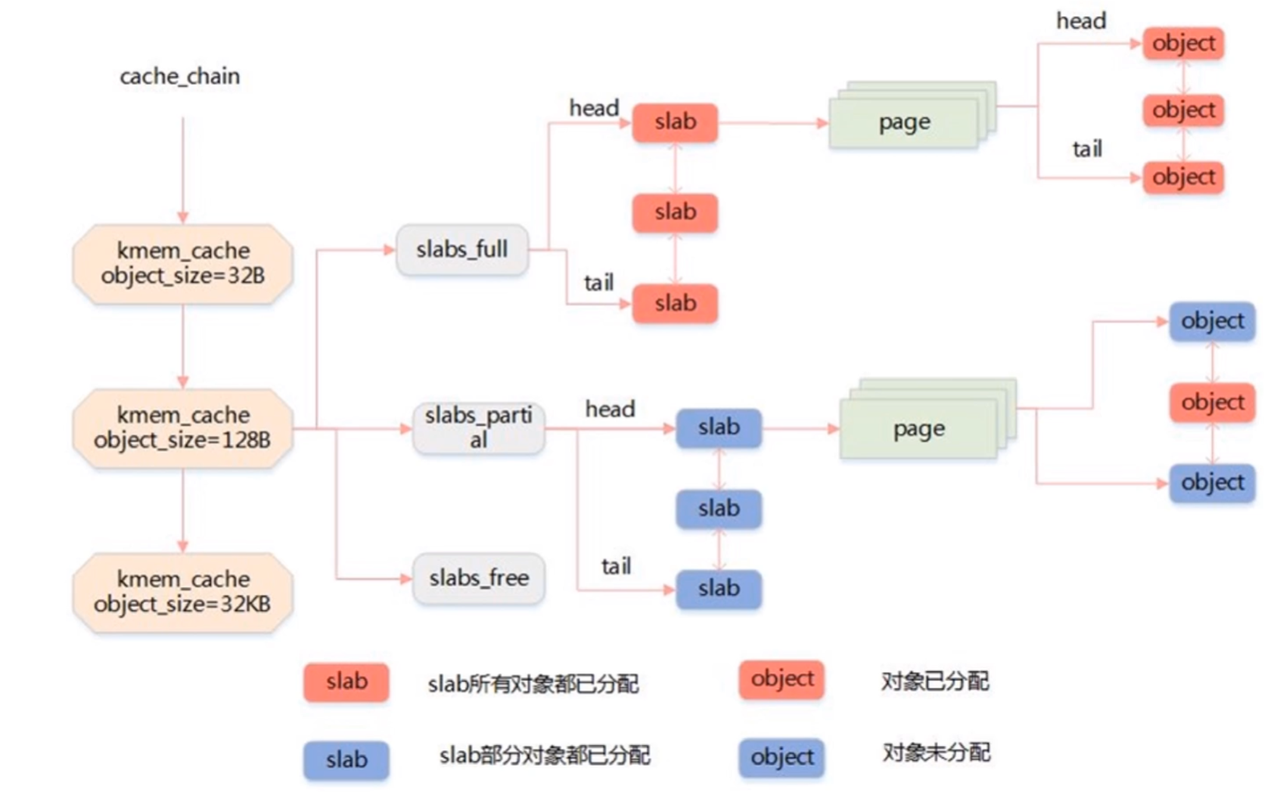 cache_chain
kmem_cache
object_size=32B
kmem_cache
object_size=128B
kmem_cache
object_size=32KB
slabs_full
head
tail
slab
slab
slab
page
head
tail
object
object
object
slabs_parti
al
head
tail
slab
slab
slab
page
object
object
object
slabs_free
slab
slab所有对象都已分配
object
对象已分配
slab
slab部分对象都已分配
object
对象未分配